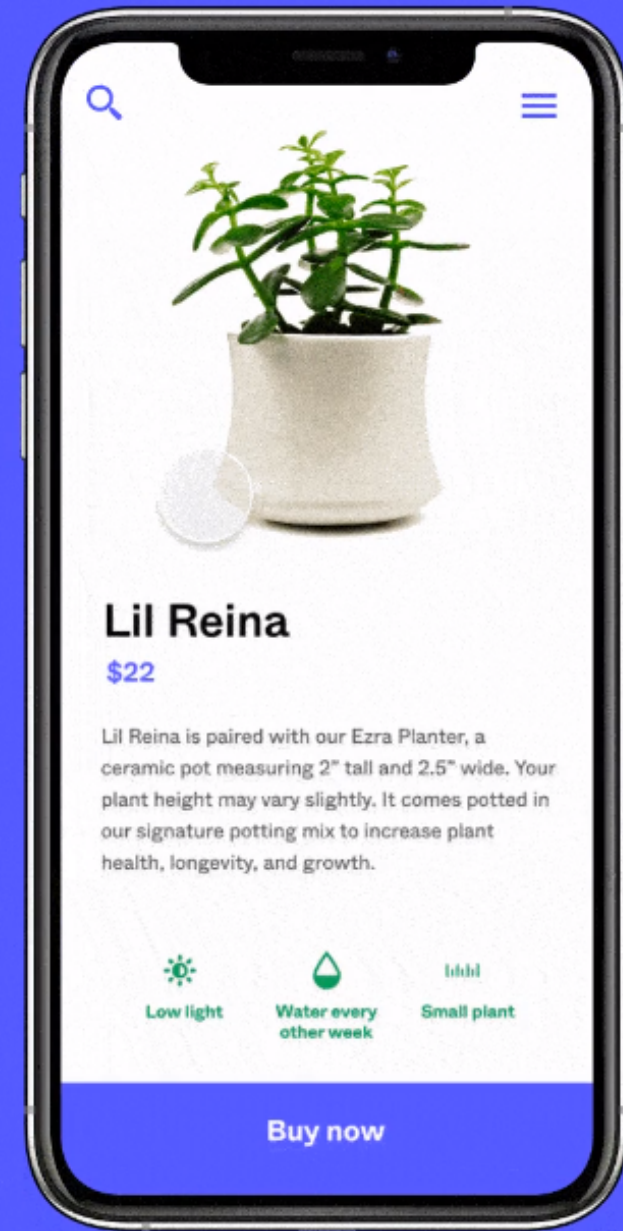 Lil Reina
$22
Lil Reina is paired with our Ezra Planter, a
ceramic pot measuring 2" tall and 2.5" wide. Your
plant height may vary slightly. It comes potted in
our signature potting mix to increase plant
health, longevity, and growth.
Low light
Water every
other week
Small plant
Buy now